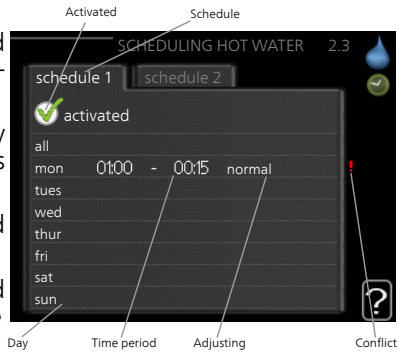 Activated
Schedule
SCHEDULING HOT WATER 2.3
schedule 1 schedule 2
activated
all
mon 01:00 - 00:15 normal !
tues
wed
thur
fri
sat
sun
?
Day Time period Adjusting Conflict